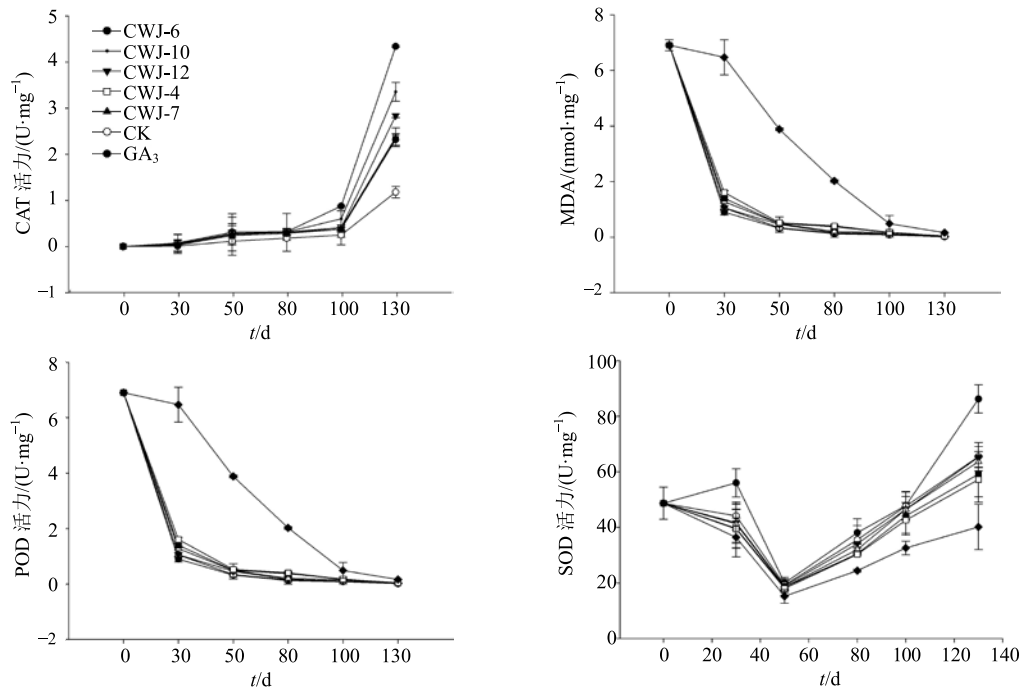 CAT 活力/(U·mg⁻¹)
5
4
3
2
1
0
−1
CWJ-6
CWJ-10
CWJ-12
CWJ-4
CWJ-7
CK
GA₃
0 30 50 80 100 130
t/d
MDA/(nmol·mg⁻¹)
8
6
4
2
0
−2
0 30 50 80 100 130
t/d
POD 活力/(U·mg⁻¹)
8
6
4
2
0
−2
0 30 50 80 100 130
t/d
SOD 活力/(U·mg⁻¹)
100
80
60
40
20
0
0 20 40 60 80 100 120 140
t/d